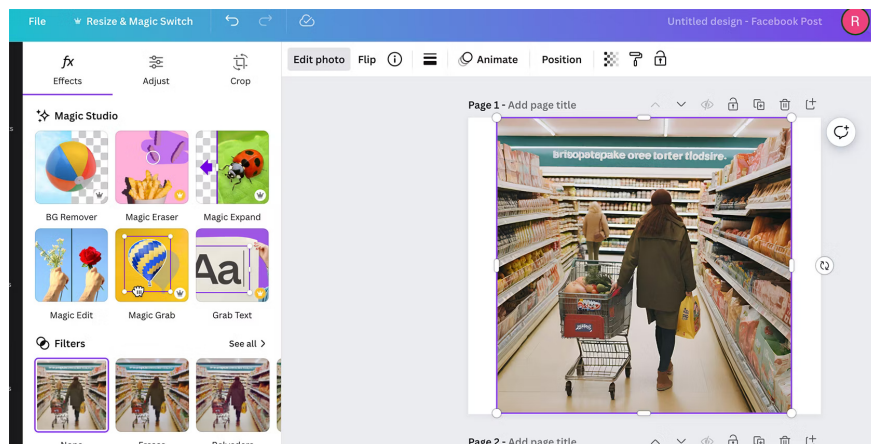 File
Resize & Magic Switch
Untitled design - Facebook Post
R
fx
Effects
Adjust
Crop
Edit photo
Flip
Animate
Position
Magic Studio
BG Remover
Magic Eraser
Magic Expand
Magic Edit
Magic Grab
Aa
Grab Text
Filters
See all
Page 1 - Add page title
brisopatepake oree torter tlodsire.
Page 2 - Add page title